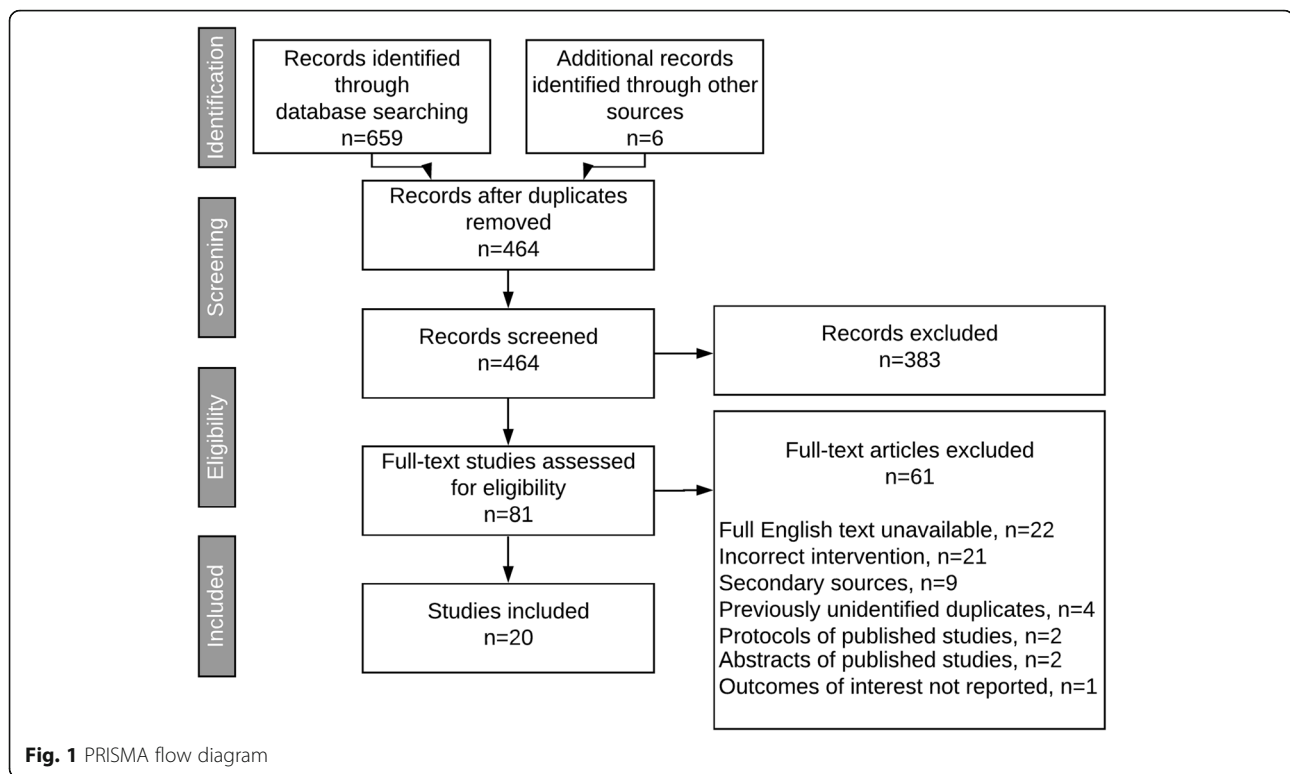 Identification
Records identified
through
database searching
n=659
Additional records
identified through other
sources
n=6
Screening
Records after duplicates
removed
n=464
Records screened
n=464
Records excluded
n=383
Eligibility
Full-text studies assessed
for eligibility
n=81
Full-text articles excluded
n=61
Full English text unavailable, n=22
Incorrect intervention, n=21
Secondary sources, n=9
Previously unidentified duplicates, n=4
Protocols of published studies, n=2
Abstracts of published studies, n=2
Outcomes of interest not reported, n=1
Included
Studies included
n=20
Fig. 1 PRISMA flow diagram